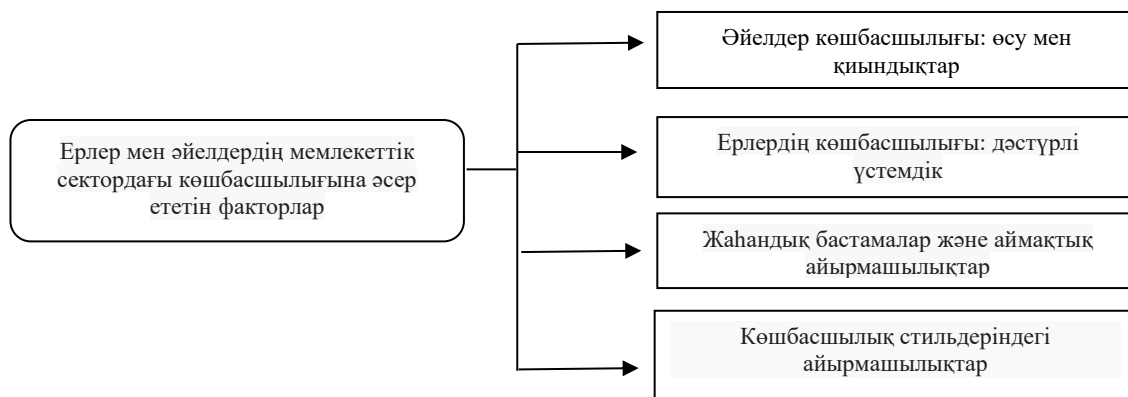 Ерлер мен әйелдердің мемлекеттік
сектордағы көшбасшылығына әсер
ететін факторлар
Әйелдер көшбасшылығы: өсу мен
қиындықтар
Ерлердің көшбасшылығы: дәстүрлі
үстемдік
Жаһандық бастамалар және аймақтық
айырмашылықтар
Көшбасшылық стильдеріндегі
айырмашылықтар